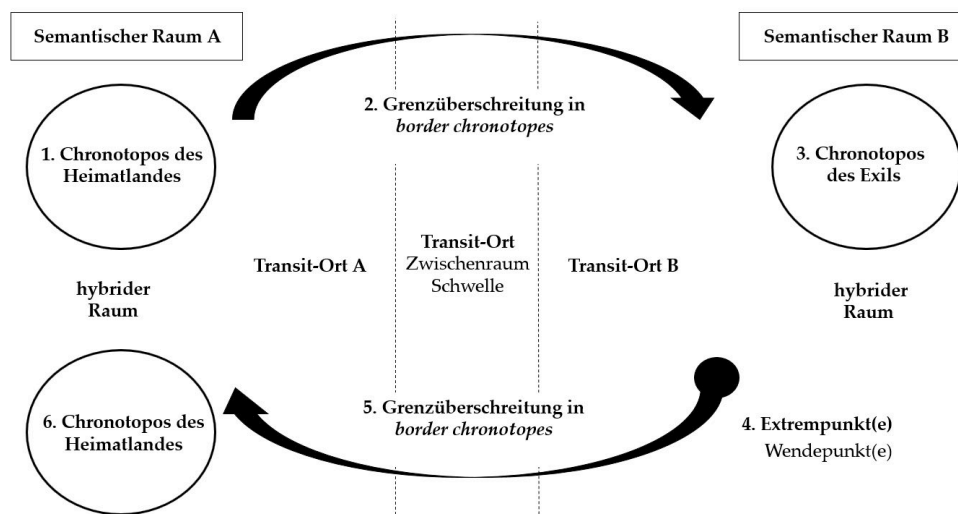 Semantischer Raum A
Semantischer Raum B
2. Grenzüberschreitung in
border chronotopes
1. Chronotopos des
Heimatlandes
3. Chronotopos
des Exils
Transit-Ort A
Transit-Ort
Zwischenraum
Schwelle
Transit-Ort B
hybrider
Raum
hybrider
Raum
5. Grenzüberschreitung in
border chronotopes
6. Chronotopos des
Heimatlandes
4. Extrempunkt(e)
Wendepunkt(e)